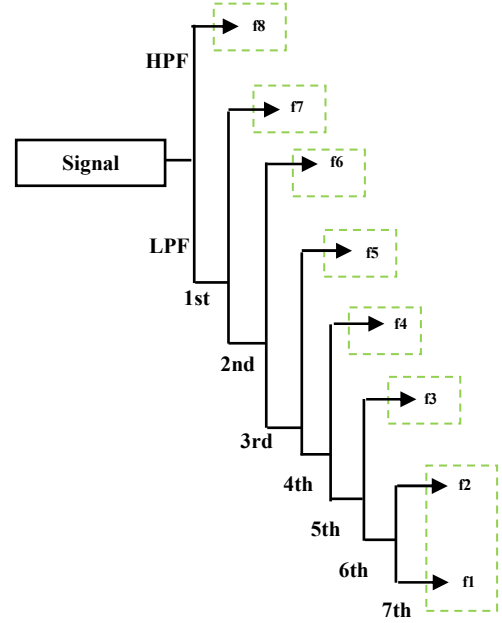 f8
HPF
f7
Signal
f6
LPF
f5
1st
f4
2nd
f3
3rd
4th
f2
5th
6th
f1
7th